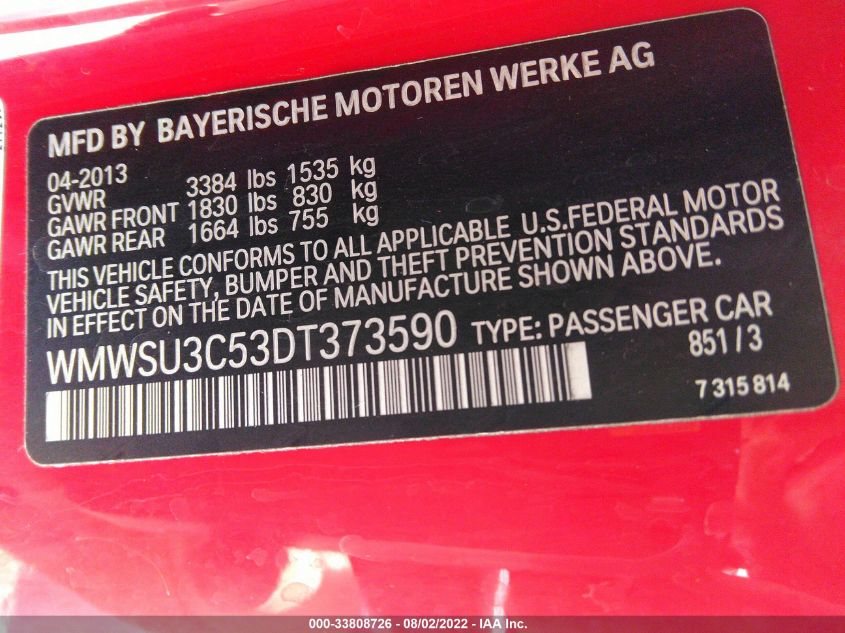 MFD BY BAYERISCHE MOTOREN WERKE AG
04-2013
GVWR 3384 lbs 1535 kg
GAWR FRONT 1830 lbs 830 kg
GAWR REAR 1664 lbs 755 kg
THIS VEHICLE CONFORMS TO ALL APPLICABLE U.S.FEDERAL MOTOR
VEHICLE SAFETY, BUMPER AND THEFT PREVENTION STANDARDS
IN EFFECT ON THE DATE OF MANUFACTURE SHOWN ABOVE.
WMWSU3C53DT373590 TYPE: PASSENGER CAR
851/3
7 315 814
000-33808726 - 08/02/2022 - IAA Inc.